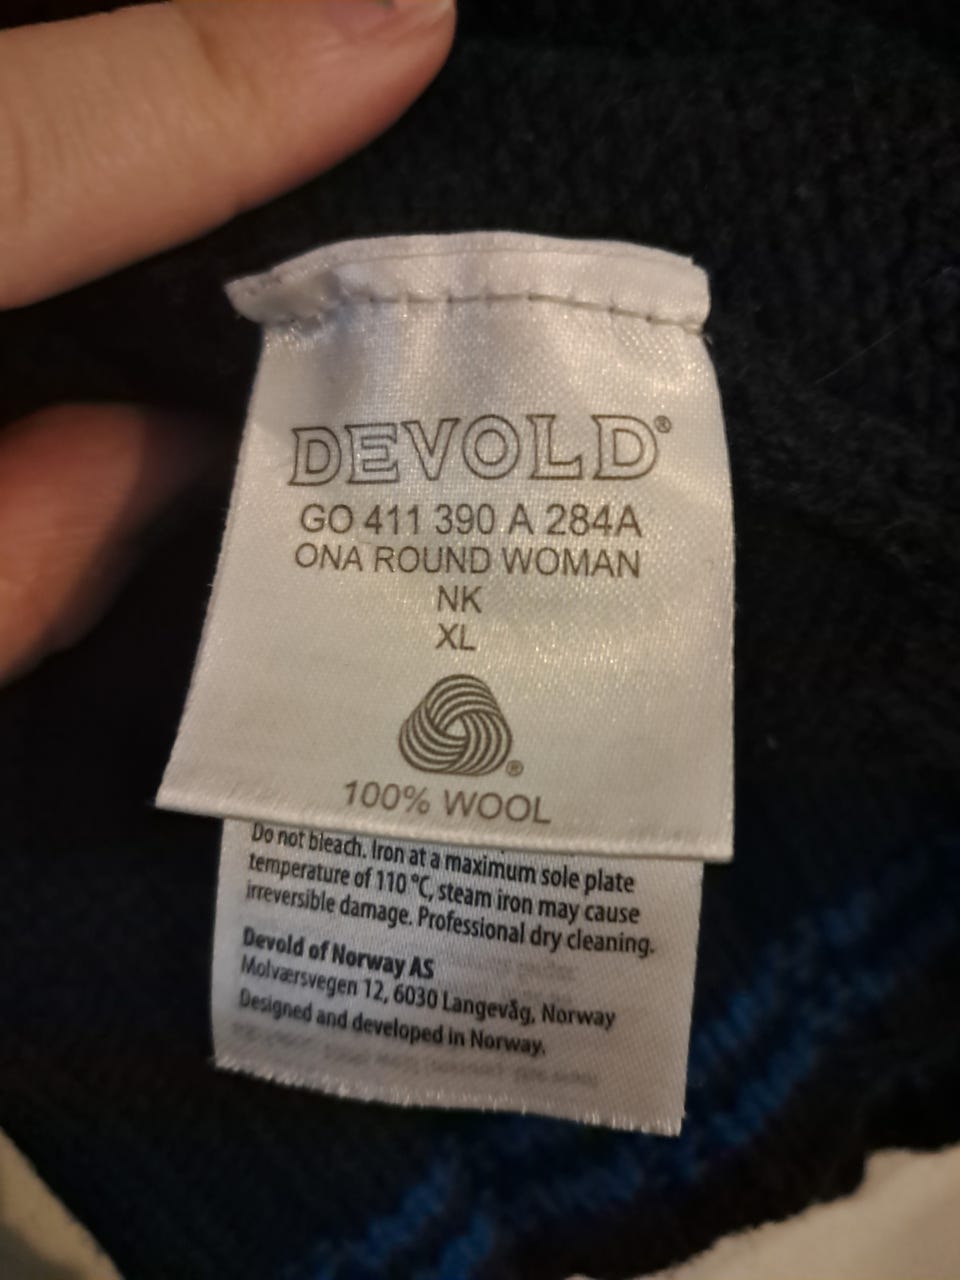 DEVOLD®
GO 411 390 A 284A
ONA ROUND WOMAN
NK
XL
®
100% WOOL
Do not bleach. Iron at a maximum sole plate
temperature of 110 °C, steam iron may cause
irreversible damage. Professional dry cleaning.
Devold of Norway AS
Molværsvegen 12, 6030 Langevåg, Norway
Designed and developed in Norway.